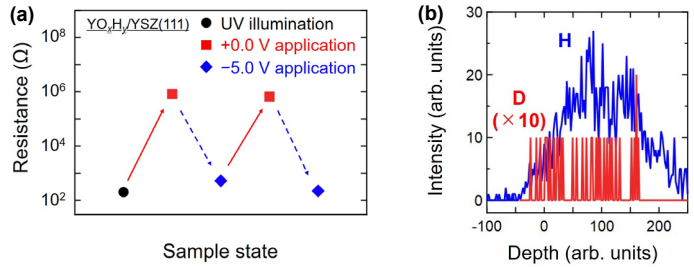 (a)
YOxHy/YSZ(111)
UV illumination
+0.0 V application
−5.0 V application
Resistance (Ω)
10⁸
10⁶
10⁴
10²
Sample state
(b)
Intensity (arb. units)
30
20
10
0
H
D
(×10)
-100
0
100
200
Depth (arb. units)